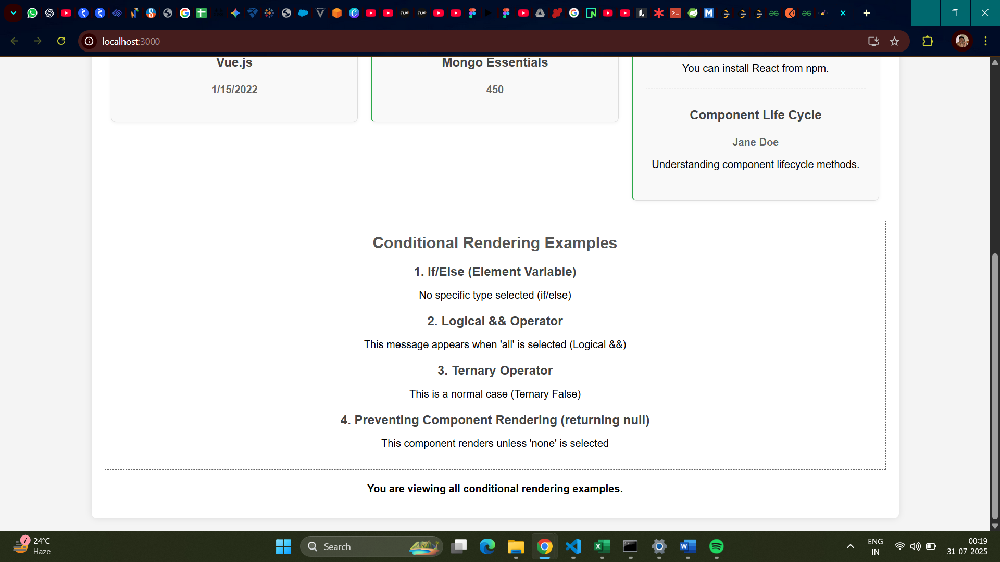 localhost:3000
Vue.js
1/15/2022
Mongo Essentials
450
You can install React from npm.
Component Life Cycle
Jane Doe
Understanding component lifecycle methods.
Conditional Rendering Examples
1. If/Else (Element Variable)
No specific type selected (if/else)
2. Logical && Operator
This message appears when 'all' is selected (Logical &&)
3. Ternary Operator
This is a normal case (Ternary False)
4. Preventing Component Rendering (returning null)
This component renders unless 'none' is selected
You are viewing all conditional rendering examples.
7
24°C
Haze
Search
ENG
IN
00:19
31-07-2025